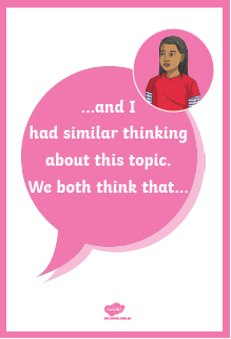 ...and I
had similar thinking
about this topic.
We both think that...